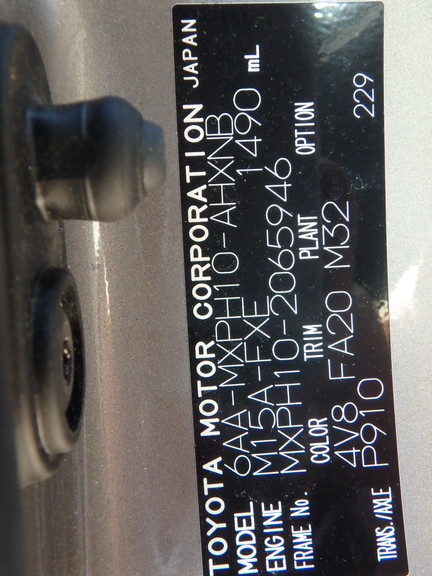 TOYOTA MOTOR CORPORATION JAPAN
MODEL 6AA-MXPH10-AHXNB
ENGINE M15A-FXE 1490 mL
FRAME No. MXPH10-2065946
COLOR TRIM PLANT OPTION
4V8 FA20 M32
TRANS./AXLE P910 229